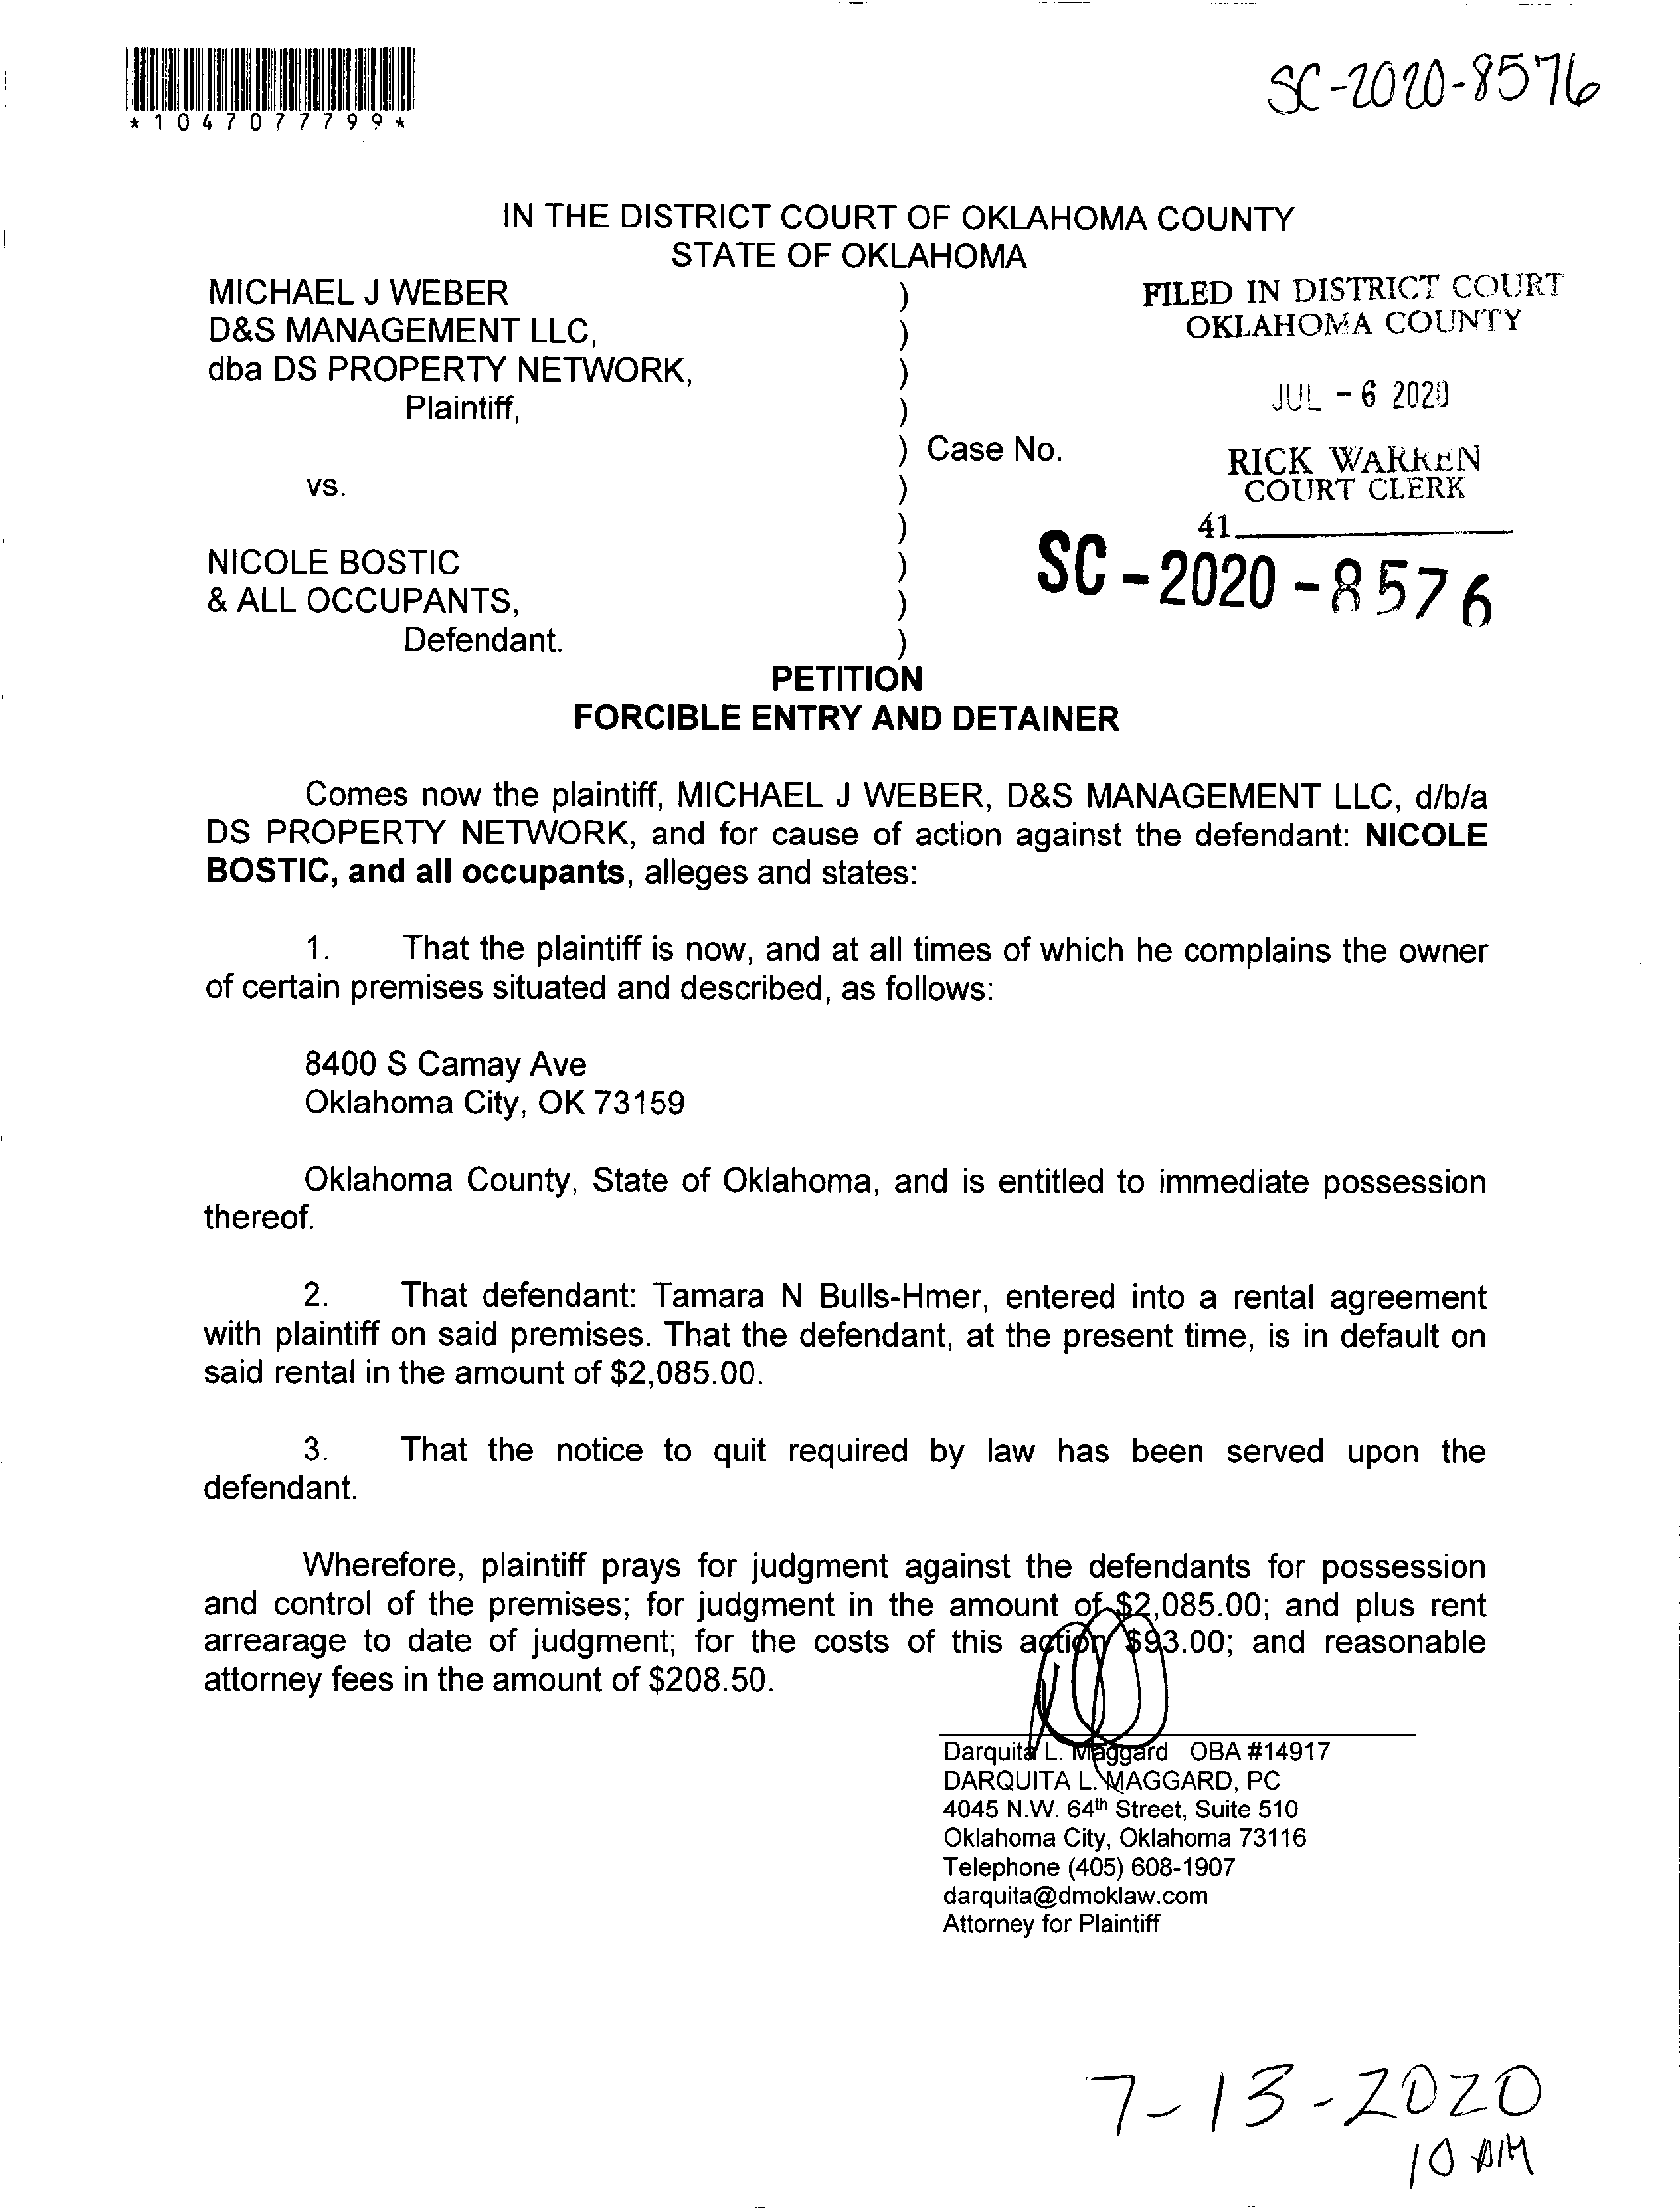 SC-2020-8576
*1047077799*
IN THE DISTRICT COURT OF OKLAHOMA COUNTY
STATE OF OKLAHOMA
MICHAEL J WEBER )
D&S MANAGEMENT LLC, )
dba DS PROPERTY NETWORK, )
Plaintiff, )
) Case No.
vs. )
)
NICOLE BOSTIC )
& ALL OCCUPANTS, )
Defendant. )
FILED IN DISTRICT COURT
OKLAHOMA COUNTY
JUL - 6 2020
RICK WARREN
COURT CLERK
41
SC - 2020 - 8576
PETITION
FORCIBLE ENTRY AND DETAINER
Comes now the plaintiff, MICHAEL J WEBER, D&S MANAGEMENT LLC, d/b/a
DS PROPERTY NETWORK, and for cause of action against the defendant: NICOLE
BOSTIC, and all occupants, alleges and states:
1. That the plaintiff is now, and at all times of which he complains the owner
of certain premises situated and described, as follows:
8400 S Camay Ave
Oklahoma City, OK 73159
Oklahoma County, State of Oklahoma, and is entitled to immediate possession
thereof.
2. That defendant: Tamara N Bulls-Hmer, entered into a rental agreement
with plaintiff on said premises. That the defendant, at the present time, is in default on
said rental in the amount of $2,085.00.
3. That the notice to quit required by law has been served upon the
defendant.
Wherefore, plaintiff prays for judgment against the defendants for possession
and control of the premises; for judgment in the amount of $2,085.00; and plus rent
arrearage to date of judgment; for the costs of this action $93.00; and reasonable
attorney fees in the amount of $208.50.
Darquita L. Maggard OBA #14917
DARQUITA L. MAGGARD, PC
4045 N.W. 64th Street, Suite 510
Oklahoma City, Oklahoma 73116
Telephone (405) 608-1907
darquita@dmoklaw.com
Attorney for Plaintiff
7-13-2020
10 AM